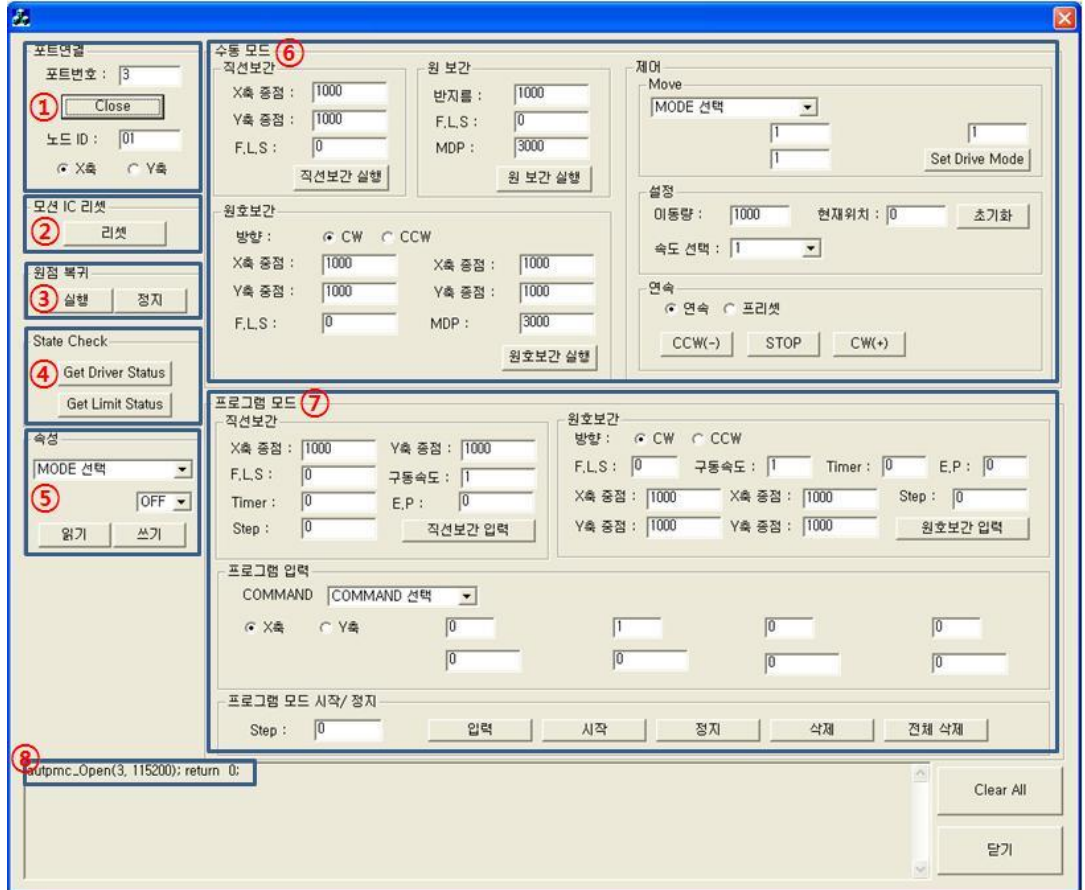 포트연결
포트번호 : 3
① Close
노드 ID : 01
X축 Y축
모션 IC 리셋
② 리셋
원점 복귀
③ 실행 정지
State Check
④ Get Driver Status
Get Limit Status
속성
MODE 선택
⑤ OFF
읽기 쓰기
수동 모드 ⑥
직선보간
X축 종점 : 1000
Y축 종점 : 1000
F,L,S : 0
직선보간 실행
원 보간
반지름 : 1000
F,L,S : 0
MDP : 3000
원 보간 실행
원호보간
방향 : CW CCW
X축 종점 : 1000 X축 중점 : 1000
Y축 중점 : 1000 Y축 중점 : 1000
F,L,S : 0 MDP : 3000
원호보간 실행
제어
Move
MODE 선택
1 1
1 Set Drive Mode
설정
이동량 : 1000 현재위치 : 0 초기화
속도 선택 : 1
연속
연속 프리셋
CCW(-) STOP CW(+)
프로그램 모드 ⑦
직선보간
X축 종점 : 1000 Y축 종점 : 1000
F,L,S : 0 구동속도 : 1
Timer : 0 E,P : 0
Step : 0 직선보간 입력
원호보간
방향 : CW CCW
F,L,S : 0 구동속도 : 1 Timer : 0 E,P : 0
X축 종점 : 1000 X축 중점 : 1000 Step : 0
Y축 종점 : 1000 Y축 중점 : 1000 원호보간 입력
프로그램 입력
COMMAND COMMAND 선택
X축 Y축 0 1 0 0
0 0 0 0
프로그램 모드 시작/ 정지
Step : 0 입력 시작 정지 삭제 전체 삭제
⑧
autpmc_Open(3, 115200); return 0;
Clear All
닫기